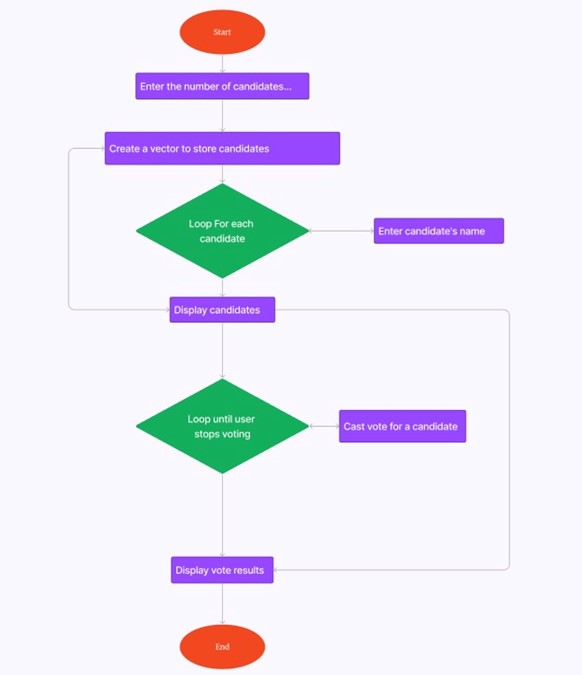 Start
Enter the number of candidates...
Create a vector to store candidates
Loop For each
candidate
Enter candidate's name
Display candidates
Loop until user
stops voting
Cast vote for a candidate
Display vote results
End